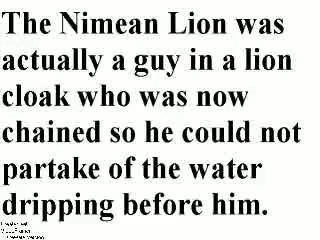 The Nimean Lion was
actually a guy in a lion
cloak who was now
chained so he could not
partake of the water
dripping before him.